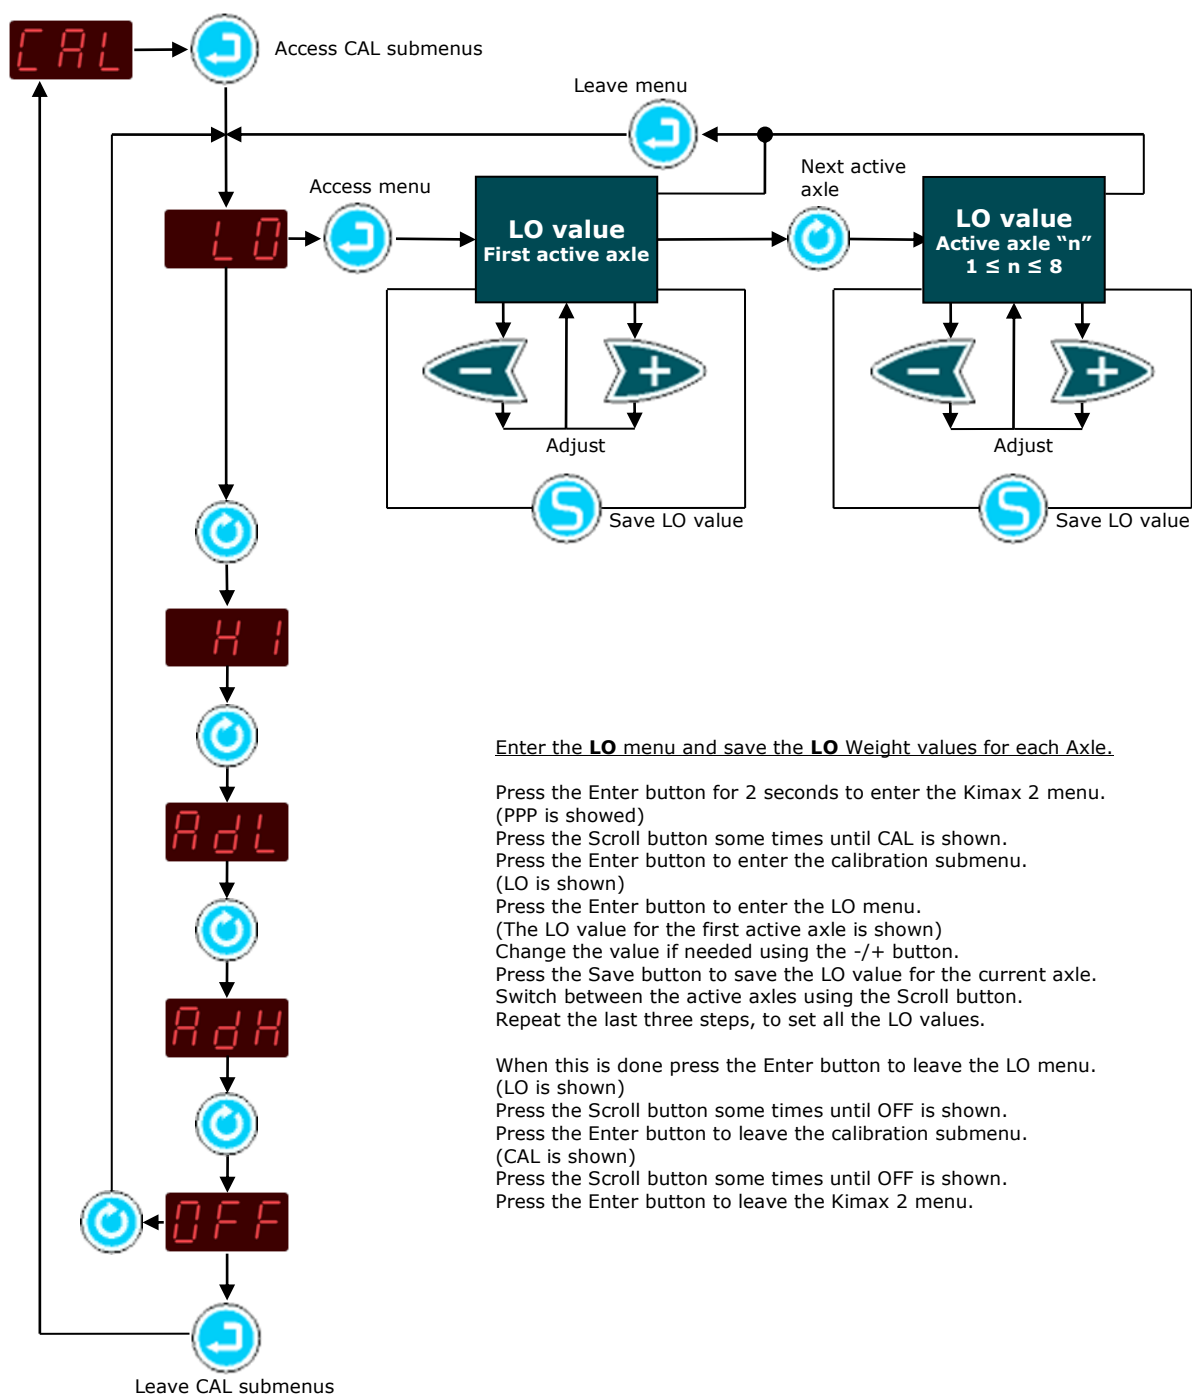 CAL
Access CAL submenus
Leave menu
Next active
axle
Access menu
LO
LO value
First active axle
LO value
Active axle “n”
1 ≤ n ≤ 8
−
+
−
+
Adjust
Adjust
S
Save LO value
S
Save LO value
HI
AdL
AdH
OFF
Leave CAL submenus
Enter the LO menu and save the LO Weight values for each Axle.
Press the Enter button for 2 seconds to enter the Kimax 2 menu.
(PPP is showed)
Press the Scroll button some times until CAL is shown.
Press the Enter button to enter the calibration submenu.
(LO is shown)
Press the Enter button to enter the LO menu.
(The LO value for the first active axle is shown)
Change the value if needed using the -/+ button.
Press the Save button to save the LO value for the current axle.
Switch between the active axles using the Scroll button.
Repeat the last three steps, to set all the LO values.
When this is done press the Enter button to leave the LO menu.
(LO is shown)
Press the Scroll button some times until OFF is shown.
Press the Enter button to leave the calibration submenu.
(CAL is shown)
Press the Scroll button some times until OFF is shown.
Press the Enter button to leave the Kimax 2 menu.